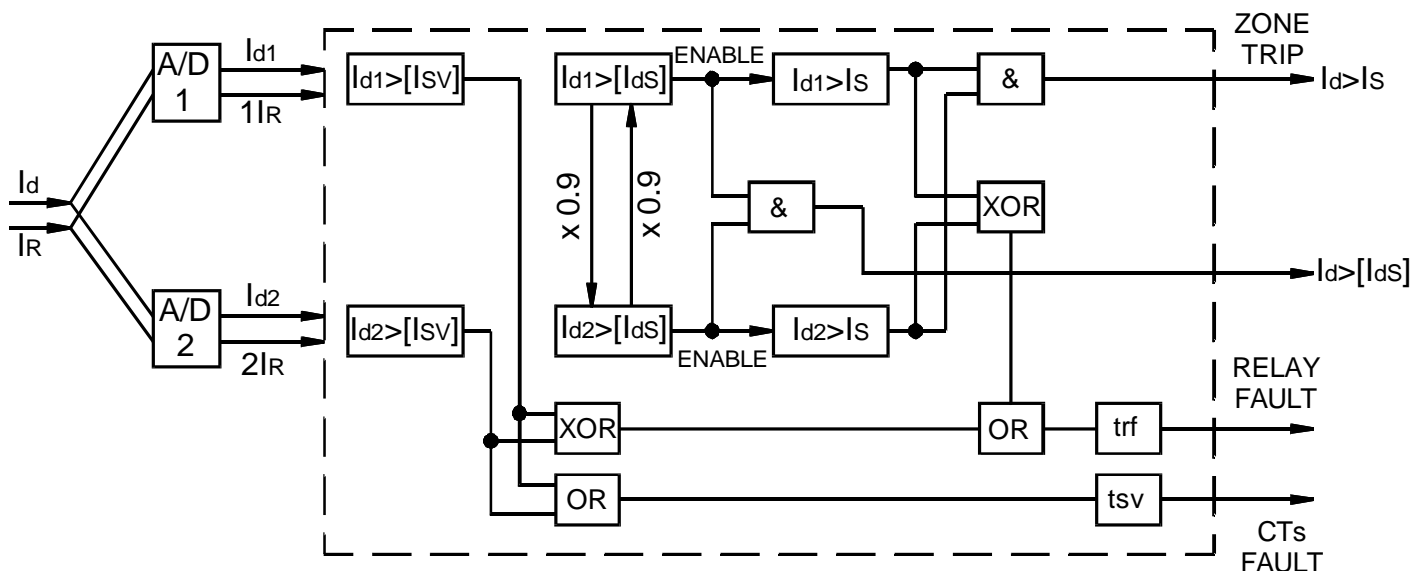 ZONE
TRIP
Id1
ENABLE
A/D
1
Id1>[ISV]
Id1>[IdS]
Id1>IS
&
Id>IS
1IR
x 0.9
x 0.9
Id
&
XOR
IR
Id>[IdS]
Id2
A/D
2
Id2>[ISV]
Id2>[IdS]
Id2>IS
2IR
ENABLE
RELAY
FAULT
XOR
OR
trf
OR
tsv
CTs
FAULT